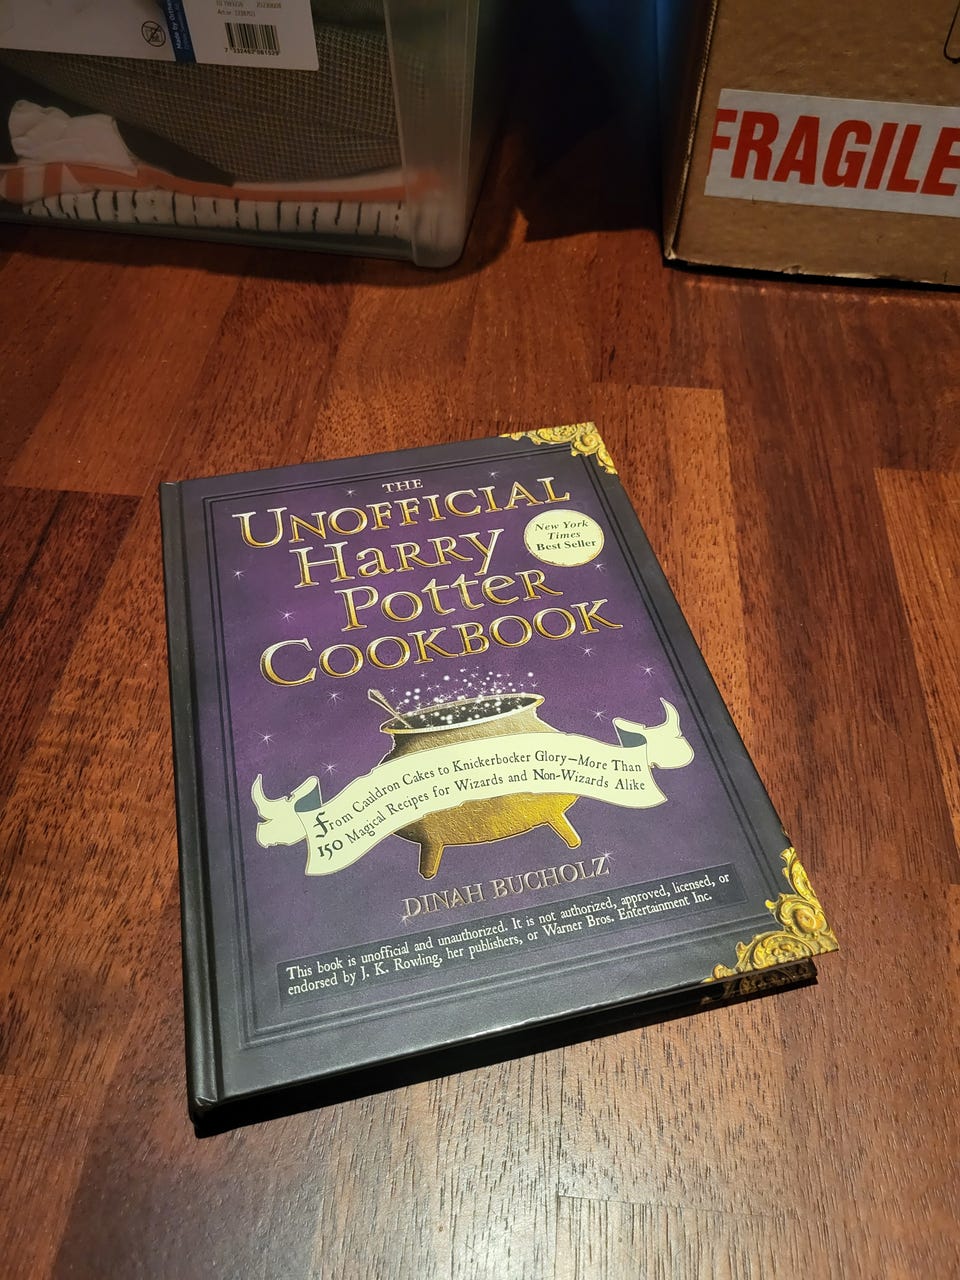 FRAGILE
THE
UNOFFICIAL
Harry
Potter
COOKBOOK
New York
Times
Best Seller
From Cauldron Cakes to Knickerbocker Glory—More Than
150 Magical Recipes for Wizards and Non-Wizards Alike
DINAH BUCHOLZ
This book is unofficial and unauthorized. It is not authorized, approved, licensed, or
endorsed by J. K. Rowling, her publishers, or Warner Bros. Entertainment Inc.